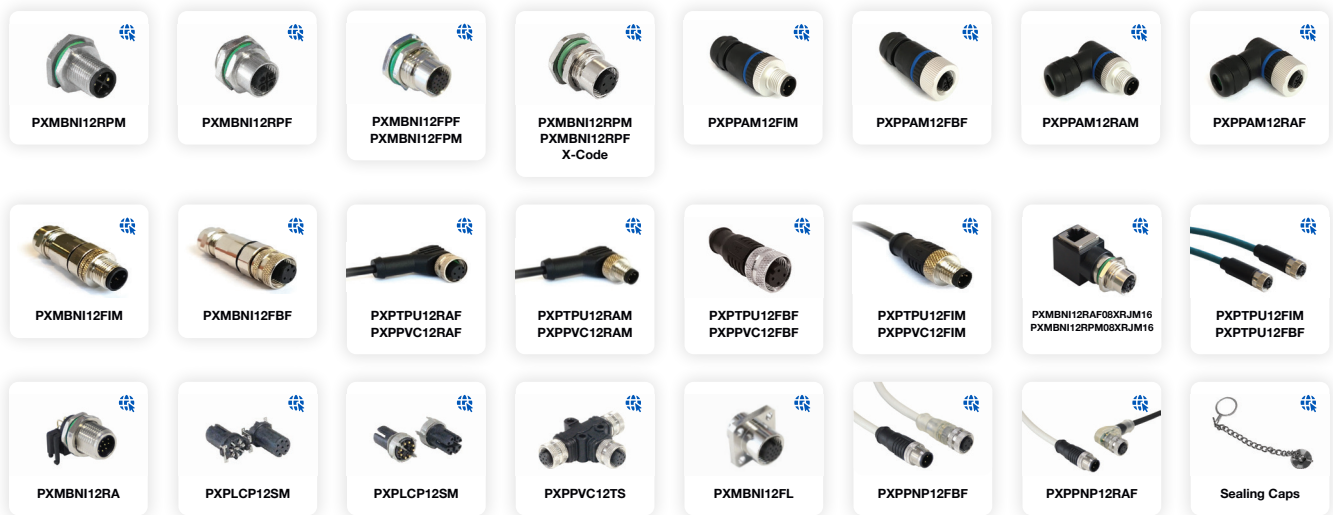 PXMBNI12RPM
PXMBNI12RPF
PXMBNI12FPF
PXMBNI12FPM
PXMBNI12RPM
PXMBNI12RPF
X-Code
PXPPAM12FIM
PXPPAM12FBF
PXPPAM12RAM
PXPPAM12RAF
PXMBNI12FIM
PXMBNI12FBF
PXPTPU12RAF
PXPPVC12RAF
PXPTPU12RAM
PXPPVC12RAM
PXPTPU12FBF
PXPPVC12FBF
PXPTPU12FIM
PXPPVC12FIM
PXMBNI12RAF08XRJM16
PXMBNI12RPM08XRJM16
PXPTPU12FIM
PXPTPU12FBF
PXMBNI12RA
PXPLCP12SM
PXPLCP12SM
PXPPVC12TS
PXMBNI12FL
PXPPNP12FBF
PXPPNP12RAF
Sealing Caps